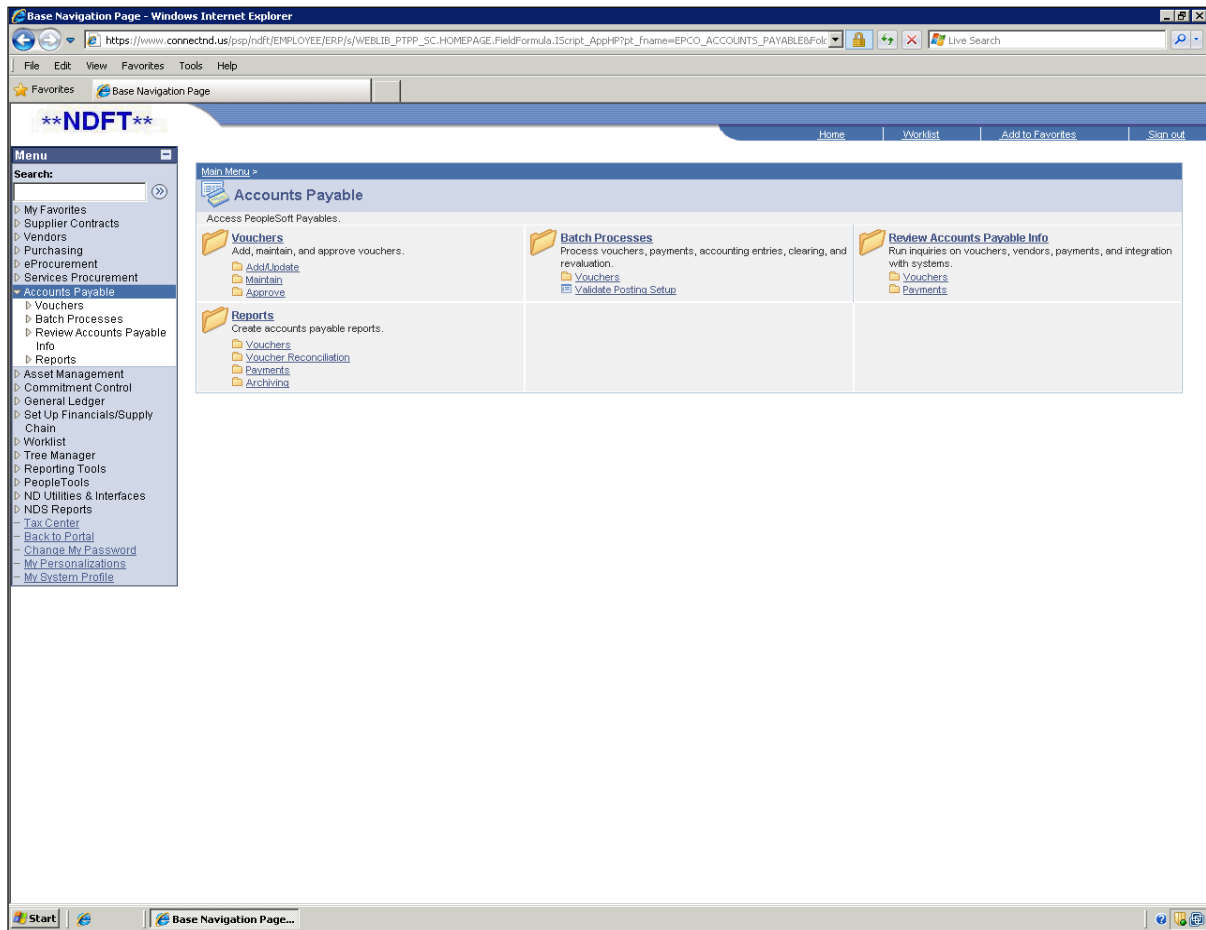 Base Navigation Page - Windows Internet Explorer
https://www.connectnd.us/psp/ndft/EMPLOYEE/ERP/s/WEBLIB_PTPP_SC.HOMEPAGE.FieldFormula.IScript_AppHP?pt_fname=EPCO_ACCOUNTS_PAYABLE&Fol
Live Search
File Edit View Favorites Tools Help
Favorites Base Navigation Page
**NDFT**
Home Worklist Add to Favorites Sign out
Menu
Search:
My Favorites
Supplier Contracts
Vendors
Purchasing
eProcurement
Services Procurement
Accounts Payable
Vouchers
Batch Processes
Review Accounts Payable
Info
Reports
Asset Management
Commitment Control
General Ledger
Set Up Financials/Supply
Chain
Worklist
Tree Manager
Reporting Tools
PeopleTools
ND Utilities & Interfaces
NDS Reports
Tax Center
Back to Portal
Change My Password
My Personalizations
My System Profile
Main Menu >
Accounts Payable
Access PeopleSoft Payables.
Vouchers
Add, maintain, and approve vouchers.
Add/Update
Maintain
Approve
Batch Processes
Process vouchers, payments, accounting entries, clearing, and
revaluation.
Vouchers
Validate Posting Setup
Review Accounts Payable Info
Run inquiries on vouchers, vendors, payments, and integration
with systems.
Vouchers
Payments
Reports
Create accounts payable reports.
Vouchers
Voucher Reconciliation
Payments
Archiving
Start Base Navigation Page...